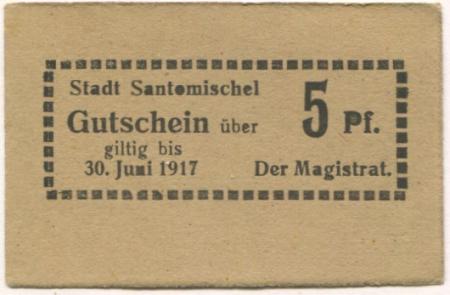 Stadt Santomischel
Gutschein über 5 Pf.
giltig bis
30. Juni 1917 Der Magistrat.